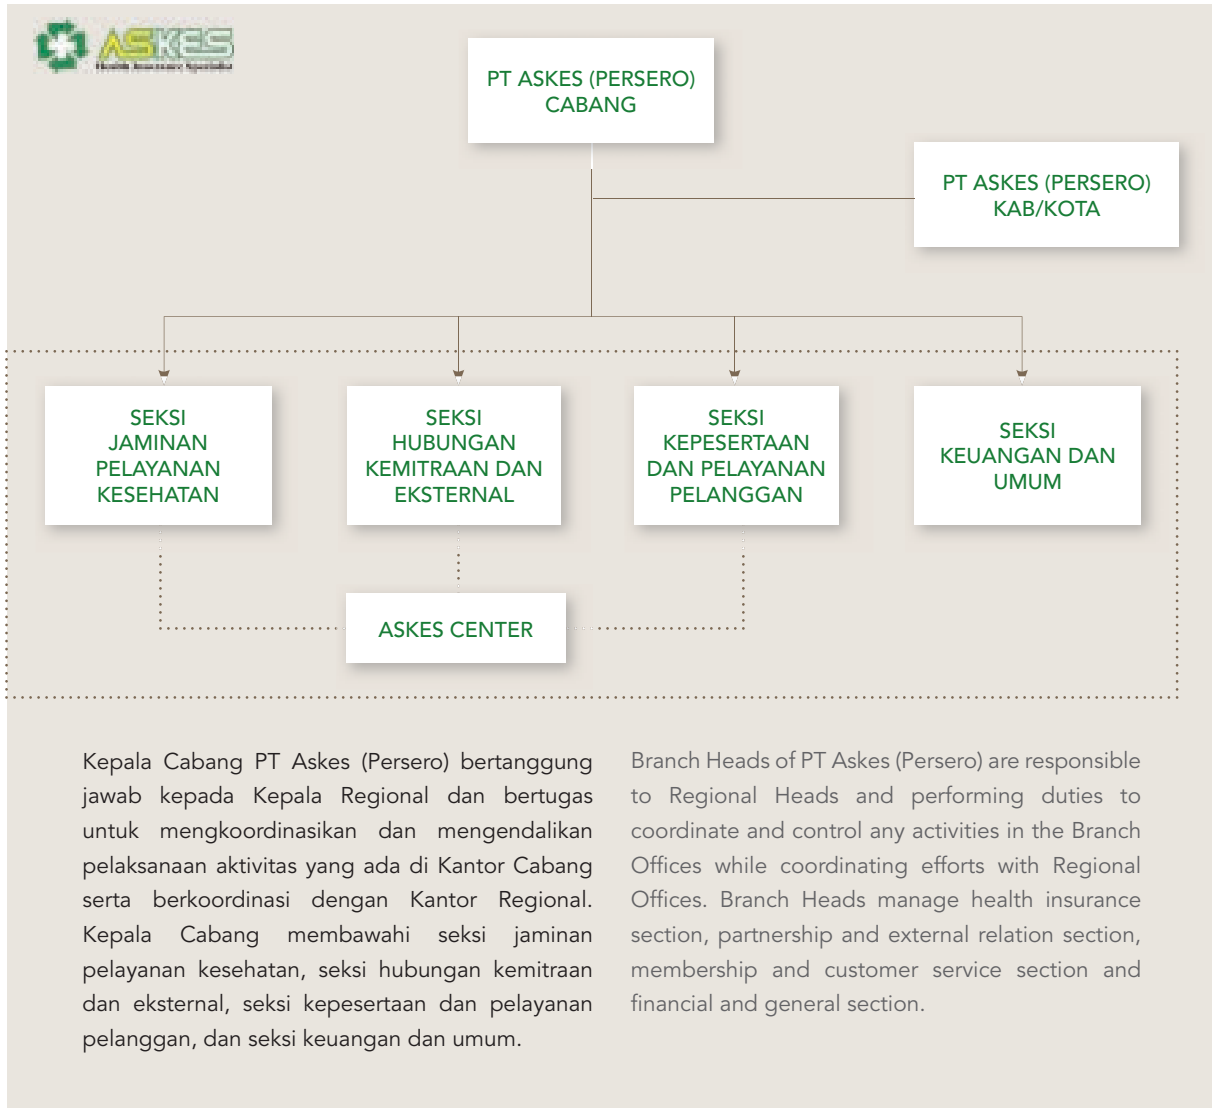 ASKES
Health Insurance Specialist
PT ASKES (PERSERO)
CABANG
PT ASKES (PERSERO)
KAB/KOTA
SEKSI
JAMINAN
PELAYANAN
KESEHATAN
SEKSI
HUBUNGAN
KEMITRAAN DAN
EKSTERNAL
SEKSI
KEPESERTAAN
DAN PELAYANAN
PELANGGAN
SEKSI
KEUANGAN DAN
UMUM
ASKES CENTER
Kepala Cabang PT Askes (Persero) bertanggung
jawab kepada Kepala Regional dan bertugas
untuk mengkoordinasikan dan mengendalikan
pelaksanaan aktivitas yang ada di Kantor Cabang
serta berkoordinasi dengan Kantor Regional.
Kepala Cabang membawahi seksi jaminan
pelayanan kesehatan, seksi hubungan kemitraan
dan eksternal, seksi kepesertaan dan pelayanan
pelanggan, dan seksi keuangan dan umum.
Branch Heads of PT Askes (Persero) are responsible
to Regional Heads and performing duties to
coordinate and control any activities in the Branch
Offices while coordinating efforts with Regional
Offices. Branch Heads manage health insurance
section, partnership and external relation section,
membership and customer service section and
financial and general section.